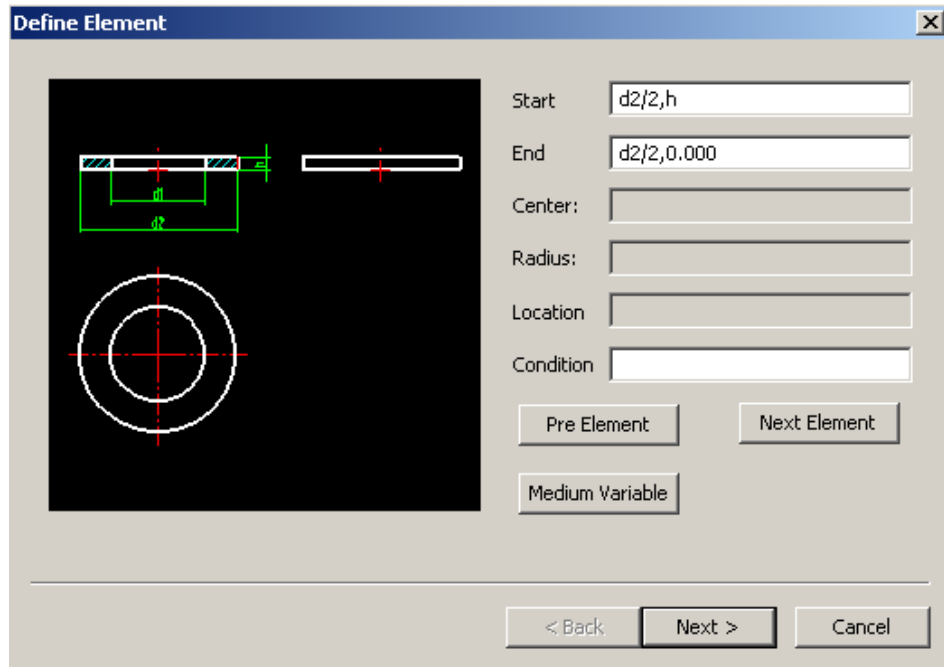 Define Element
Start d2/2,h
End d2/2,0.000
Center:
Radius:
Location
Condition
Pre Element Next Element
Medium Variable
h
d1
d2
< Back Next > Cancel